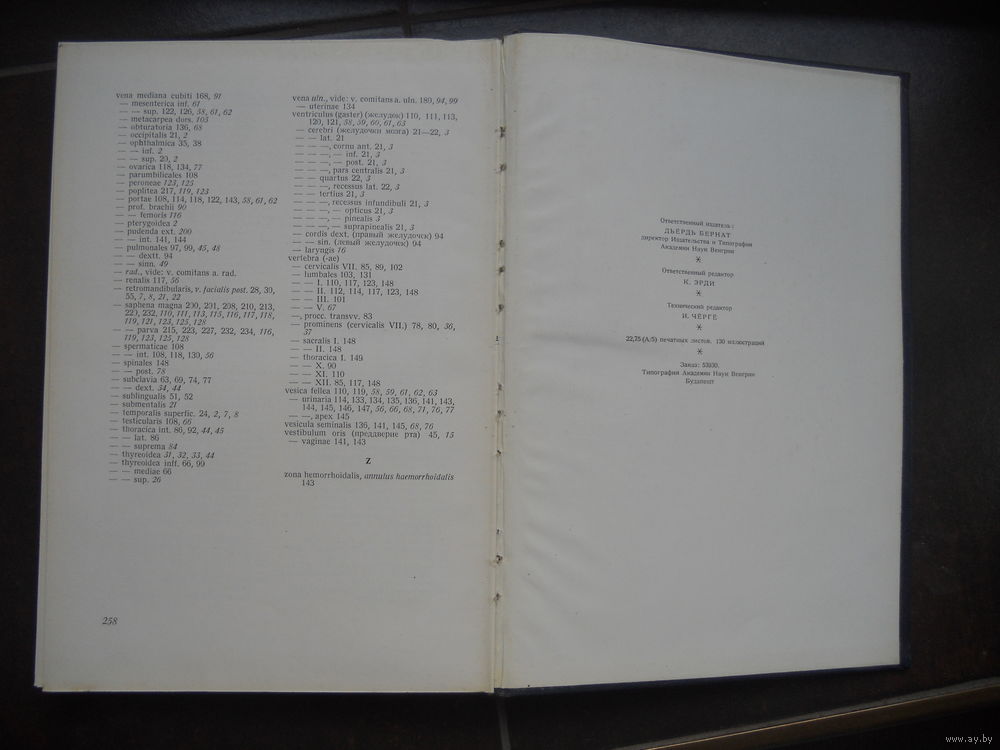 vena mediana cubiti 168, 91
— mesenterica inf. 61
— — sup. 122, 126, 58, 61, 62
— metacarpea dors. 105
— obturatoria 136, 68
— occipitalis 21, 2
— ophthalmica 35, 38
— — inf. 2
— — sup. 29, 2
— ovarica 118, 134, 77
— parumbilicales 108
— peroneae 123, 125
— poplitea 217, 119, 123
— portae 108, 114, 118, 122, 143, 58, 61, 62
— prof. brachii 90
— — femoris 116
— pterygoidea 2
— pudenda ext. 200
— — int. 141, 144
— pulmonales 97, 99, 45, 48
— — dextt. 94
— — sinn. 49
— rad., vide: v. comitans a. rad.
— renalis 117, 56
— retromandibularis, v. facialis post. 28, 30,
55, 7, 8, 21, 22
— saphena magna 200, 201, 208, 210, 213,
229, 232, 110, 111, 113, 115, 116, 117, 118,
119, 121, 123, 125, 128
— — parva 215, 223, 227, 232, 234, 116,
119, 123, 125, 128
— spermaticae 108
— — int. 108, 118, 130, 56
— spinales 148
— — post. 78
— subclavia 63, 69, 74, 77
— — dext. 34, 44
— sublingualis 51, 52
— submentalis 21
— temporalis superfic. 24, 2, 7, 8
— testicularis 108, 66
— thoracica int. 86, 92, 44, 45
— — lat. 86
— — suprema 84
— thyreoidea 31, 32, 33, 44
— thyreoidea inff. 66, 99
— — mediae 66
— — sup. 26
258
vena uln., vide: v. comitans a. uln. 180, 94, 99
— uterinae 134
ventriculus (gaster) (желудок) 110, 111, 113,
120, 121, 58, 59, 60, 61, 65
— cerebri (желудочки мозга) 21—22, 3
— — lat. 21
— — —, cornu ant. 21, 3
— — —, — inf. 21, 3
— — —, — post. 21, 3
— — —, pars centralis 21, 3
— — quartus 22, 3
— — —, recessus lat. 22, 3
— — tertius 21, 3
— — —, recessus infundibuli 21, 3
— — —, — opticus 21, 3
— — —, — pinealis 3
— — —, — suprapinealis 21, 3
— cordis dext. (правый желудочек) 94
— — sin. (левый желудочек) 94
— laryngis 76
vertebra (-ae)
— cervicalis VII. 85, 89, 102
— lumbales 103, 131
— — I. 110, 117, 123, 148
— — II. 112, 114, 117, 123, 148
— — III. 101
— — V. 67
—, procc. transvv. 83
— prominens (cervicalis VII.) 78, 80, 36,
37
— sacralis I. 148
— — II. 148
— thoracica I. 149
— — X. 90
— — XI. 110
— — XII. 85, 117, 148
vesica fellea 110, 119, 58, 59, 61, 62, 63
— urinaria 114, 133, 134, 135, 136, 141, 143,
144, 145, 146, 147, 56, 66, 68, 71, 76, 77
— —, apex 145
vesicula seminalis 136, 141, 145, 68, 76
vestibulum oris (преддверие рта) 45, 15
— vaginae 141, 143
Z
zona hemorrhoidalis, annulus haemorrhoidalis
143
Ответственный издатель:
ДЬЕРДЬ БЕРНАТ
директор Издательства и Типографии
Академии Наук Венгрии
*
Ответственный редактор
К. ЭРДИ
*
Технический редактор
И. ЧЕРГЕ
*
22,75 (А/5) печатных листов. 130 иллюстраций
*
Заказ: 53930.
Типография Академии Наук Венгрии
Будапешт
www.ay.by